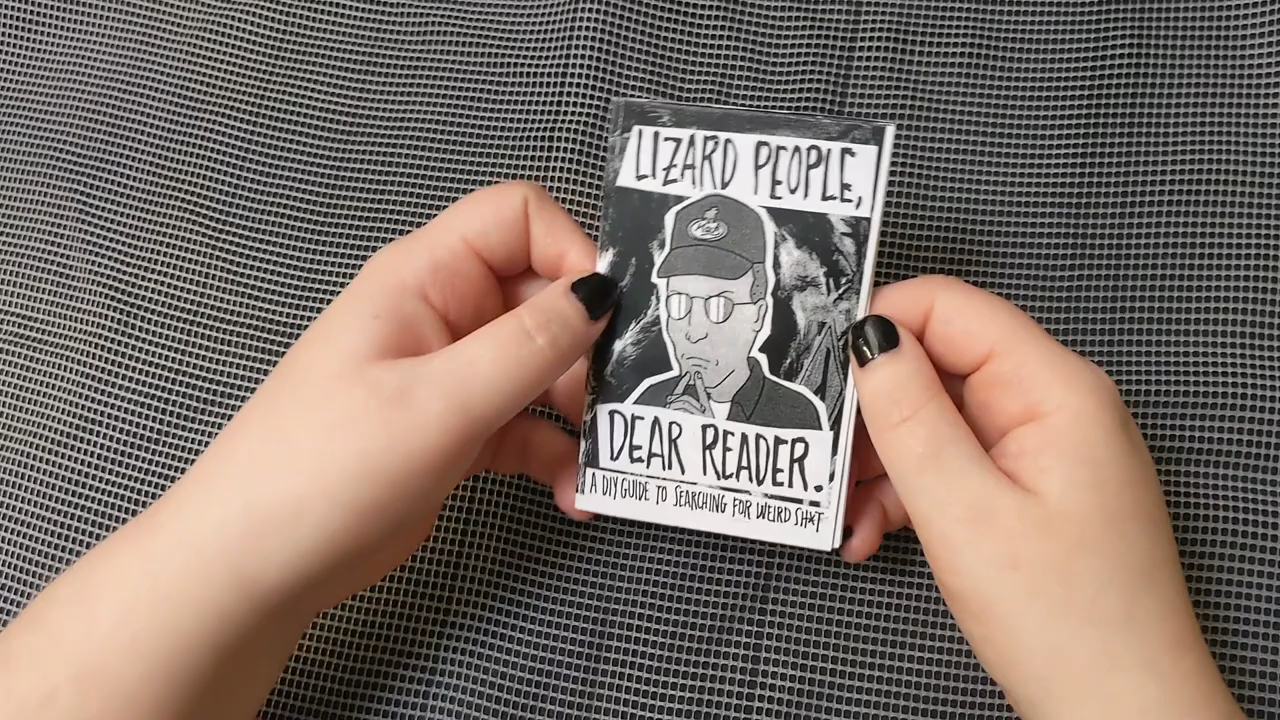 LIZARD PEOPLE,
DEAR READER.
A DIY GUIDE TO SEARCHING FOR WEIRD SH*T